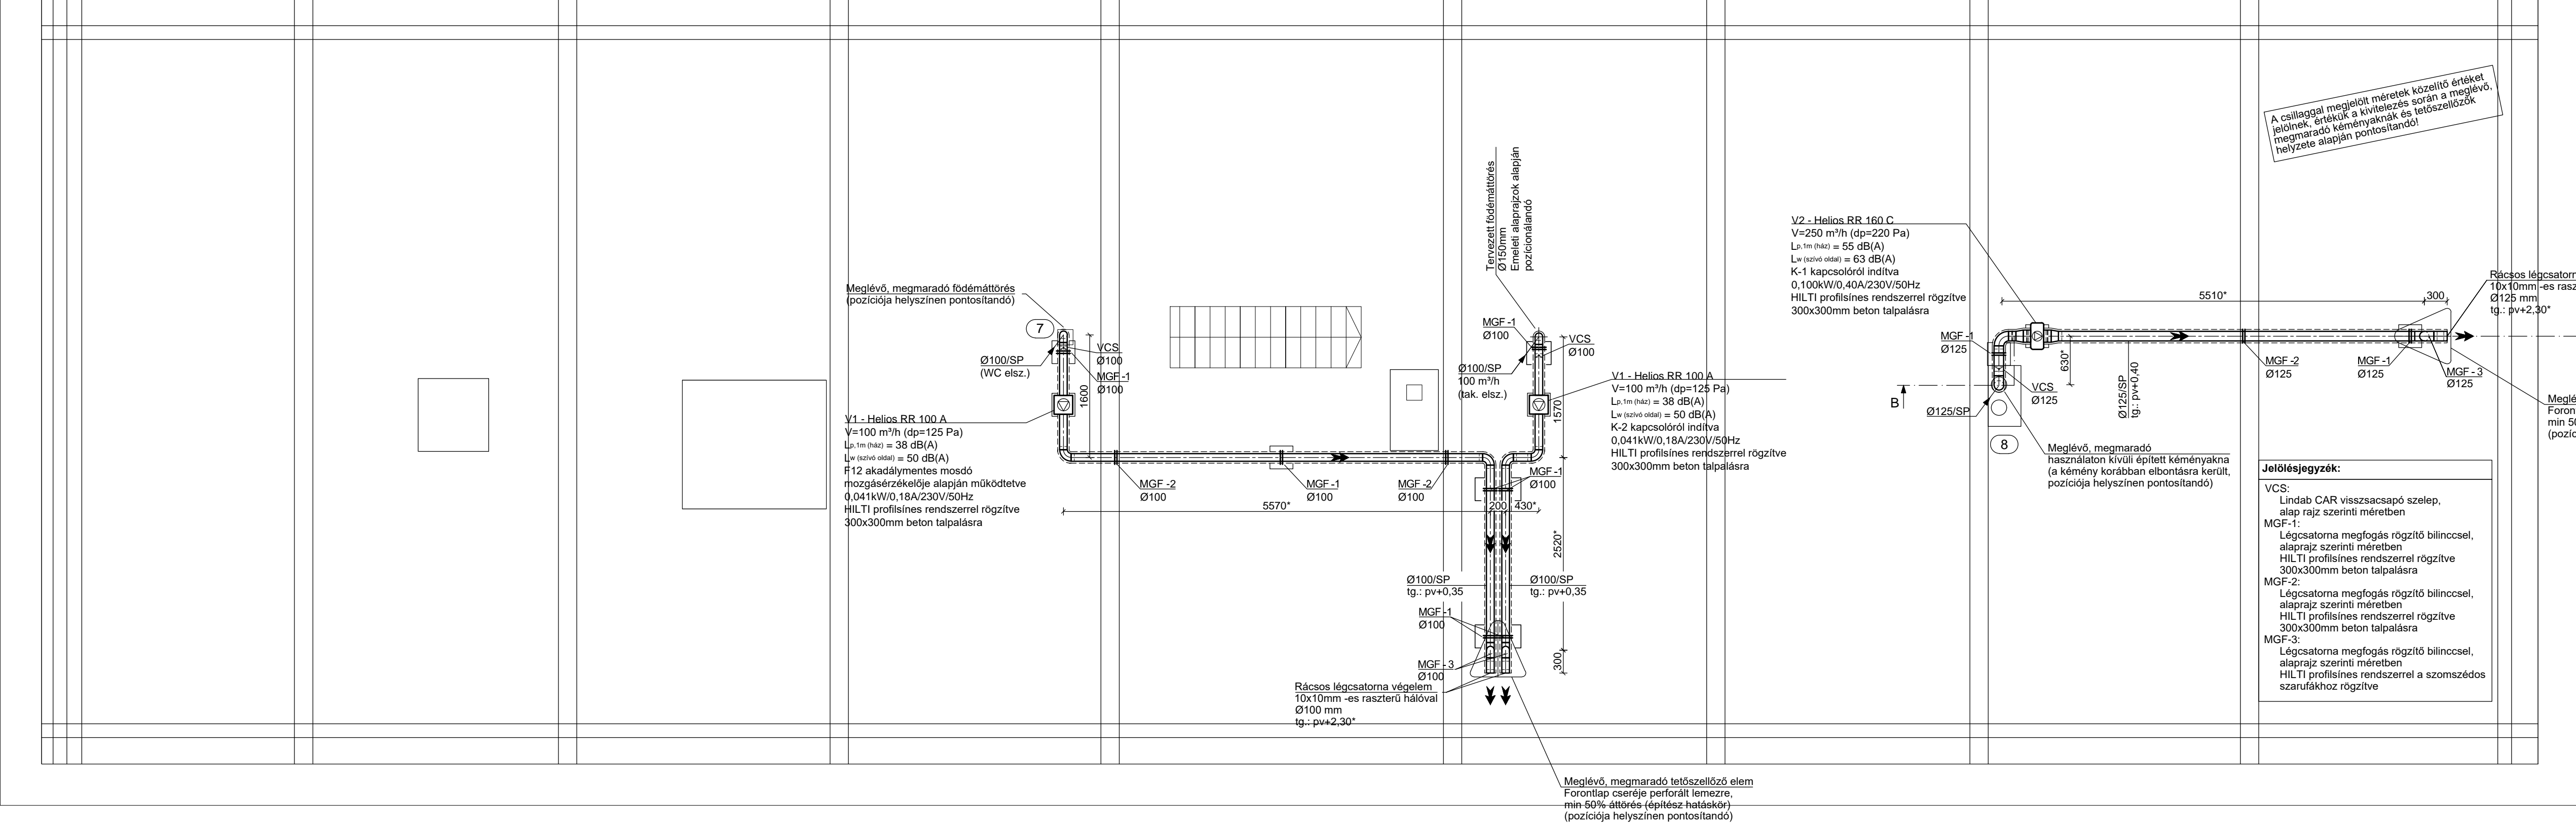 A csillaggal megjelölt méretek közelítő értéket
jelölnek, értékük a kivitelezés során a meglévő,
megmaradó kéményaknák és tetőszellőzők
helyzete alapján pontosítandó!
Tervezett födémáttörés
Ø150mm
Emeleti alaprajzok alapján
pozícionálandó
V2 - Helios RR 160 C
V=250 m³/h (dp=220 Pa)
Lp,1m (ház) = 55 dB(A)
Lw (szívó oldal) = 63 dB(A)
K-1 kapcsolóról indítva
0,100kW/0,40A/230V/50Hz
HILTI profilsínes rendszerrel rögzítve
300x300mm beton talpalásra
Meglévő, megmaradó födémáttörés
(pozíciója helyszínen pontosítandó)
7
Ø100/SP
(WC elsz.)
VCS
Ø100
MGF-1
Ø100
1600
V1 - Helios RR 100 A
V=100 m³/h (dp=125 Pa)
Lp,1m (ház) = 38 dB(A)
Lw (szívó oldal) = 50 dB(A)
F12 akadálymentes mosdó
mozgásérzékelője alapján működtetve
0,041kW/0,18A/230V/50Hz
HILTI profilsínes rendszerrel rögzítve
300x300mm beton talpalásra
MGF-2
Ø100
MGF-1
Ø100
MGF-2
Ø100
5570*
200
430*
MGF-1
Ø100
VCS
Ø100
Ø100/SP
100 m³/h
(tak. elsz.)
1570
V1 - Helios RR 100 A
V=100 m³/h (dp=125 Pa)
Lp,1m (ház) = 38 dB(A)
Lw (szívó oldal) = 50 dB(A)
K-2 kapcsolóról indítva
0,041kW/0,18A/230V/50Hz
HILTI profilsínes rendszerrel rögzítve
300x300mm beton talpalásra
MGF-1
Ø100
2520*
Ø100/SP
tg.: pv+0,35
Ø100/SP
tg.: pv+0,35
MGF-1
Ø100
MGF-3
Ø100
300
Rácsos légcsatorna végelem
10x10mm -es raszterű hálóval
Ø100 mm
tg.: pv+2,30*
Meglévő, megmaradó tetőszellőző elem
Forontlap cseréje perforált lemezre,
min 50% áttörés (építész hatáskör)
(pozíciója helyszínen pontosítandó)
5510*
300
Rácsos légcsatorn
10x10mm -es rasz
Ø125 mm
tg.: pv+2,30*
MGF-1
Ø125
630*
MGF-2
Ø125
MGF-1
Ø125
MGF-3
Ø125
VCS
Ø125
Ø125/SP
tg.: pv+0,40
B
Ø125/SP
8
Meglévő, megmaradó
használaton kívüli épített kéményakna
(a kémény korábban elbontásra került,
pozíciója helyszínen pontosítandó)
Meglé
Foron
min 50
(pozíc
Jelölésjegyzék:
VCS:
Lindab CAR visszsacsapó szelep,
alap rajz szerinti méretben
MGF-1:
Légcsatorna megfogás rögzítő bilinccsel,
alaprajz szerinti méretben
HILTI profilsínes rendszerrel rögzítve
300x300mm beton talpalásra
MGF-2:
Légcsatorna megfogás rögzítő bilinccsel,
alaprajz szerinti méretben
HILTI profilsínes rendszerrel rögzítve
300x300mm beton talpalásra
MGF-3:
Légcsatorna megfogás rögzítő bilinccsel,
alaprajz szerinti méretben
HILTI profilsínes rendszerrel a szomszédos
szarufákhoz rögzítve